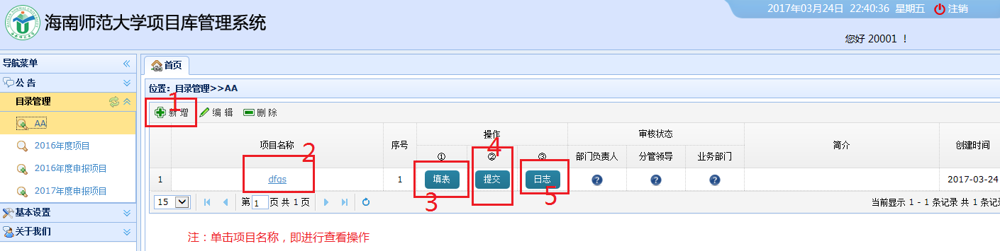 2017年03月24日 22:40:36 星期五 注销
海南师范大学项目库管理系统
您好 20001 ！
导航菜单
首页
公 告
位置: 目录管理>>AA
目录管理
1
新 增 编 辑 删 除
AA
项目名称 序号 操作 审核状态 简介 创建时间
① ② ③ 部门负责人 分管领导 业务部门
2 4
2016年度项目
2016年度申报项目
1 dfgs 1 填表 提交 日志 2017-03-24
3 5
2017年度申报项目
15 第 1 页 共 1 页 当前显示 1 - 1 条记录 共 1 条记录
基本设置
关于我们
注：单击项目名称，即进行查看操作